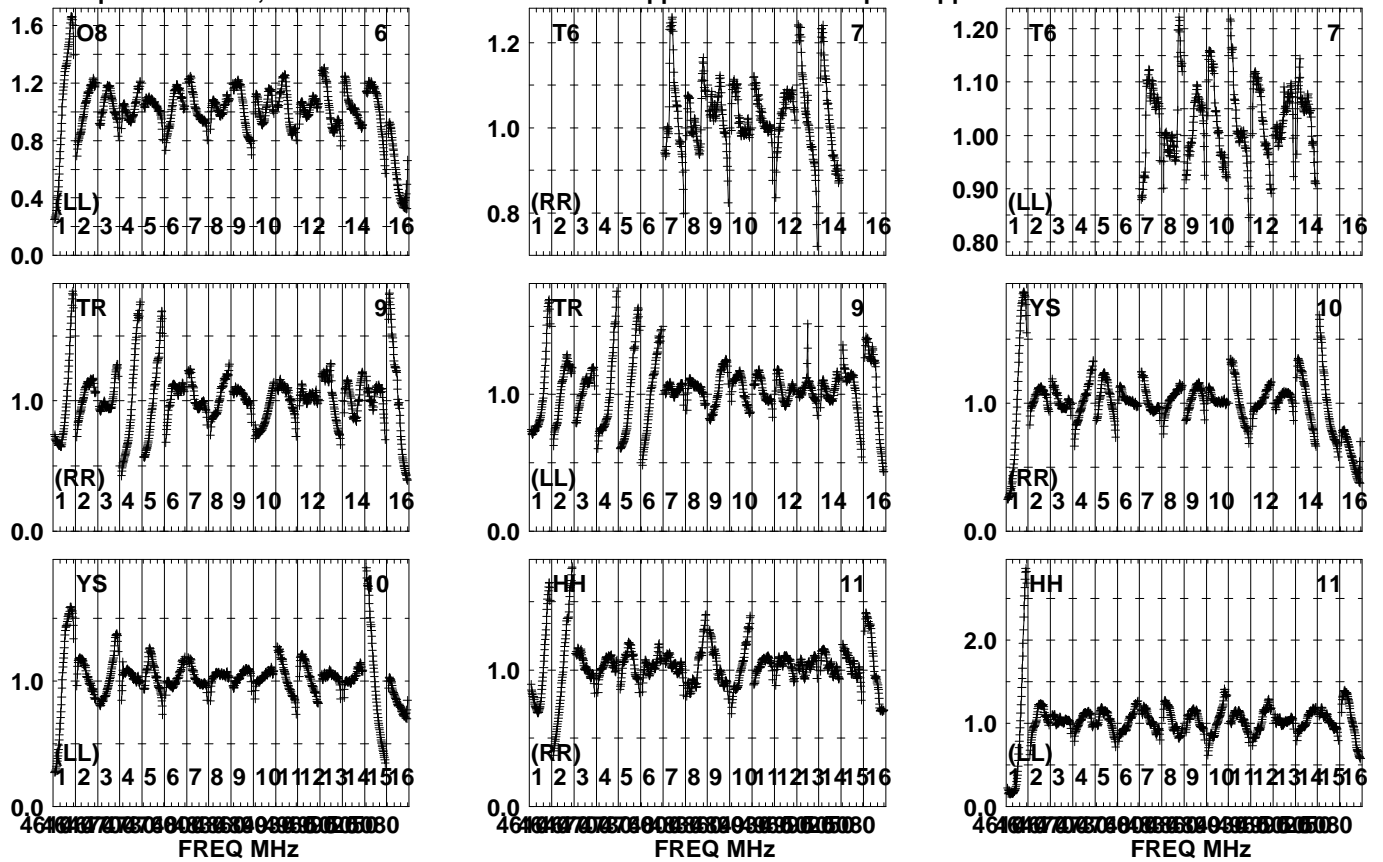 1.6
O8
6
1.2
0.8
0.4
(LL)
1 2 3 4 5 6 7 8 9 10 12 14 16
0.0
1.2
T6
7
1.0
(RR)
0.8
1 2 3 4 5 6 7 8 9 10 12 14 16
1.20
T6
7
1.10
1.00
0.90
(LL)
1 2 3 4 5 6 7 8 9 10 12 14 16
0.80
TR
9
1.0
(RR)
1 2 3 4 5 6 7 8 9 10 12 14 16
0.0
TR
9
1.0
(LL)
1 2 3 4 5 6 7 8 9 10 12 14 16
0.0
YS
10
1.0
(RR)
1 2 3 4 5 6 7 8 9 10 12 14 16
0.0
YS
10
1.0
(LL)
1 2 3 4 5 6 7 8 9 10 11 12 13 14 15 16
0.0
FREQ MHz
HH
11
1.0
(RR)
1 2 3 4 5 6 7 8 9 10 11 12 13 14 15 16
0.0
FREQ MHz
HH
11
2.0
1.0
(LL)
1 2 3 4 5 6 7 8 9 10 11 12 13 14 15 16
0.0
FREQ MHz